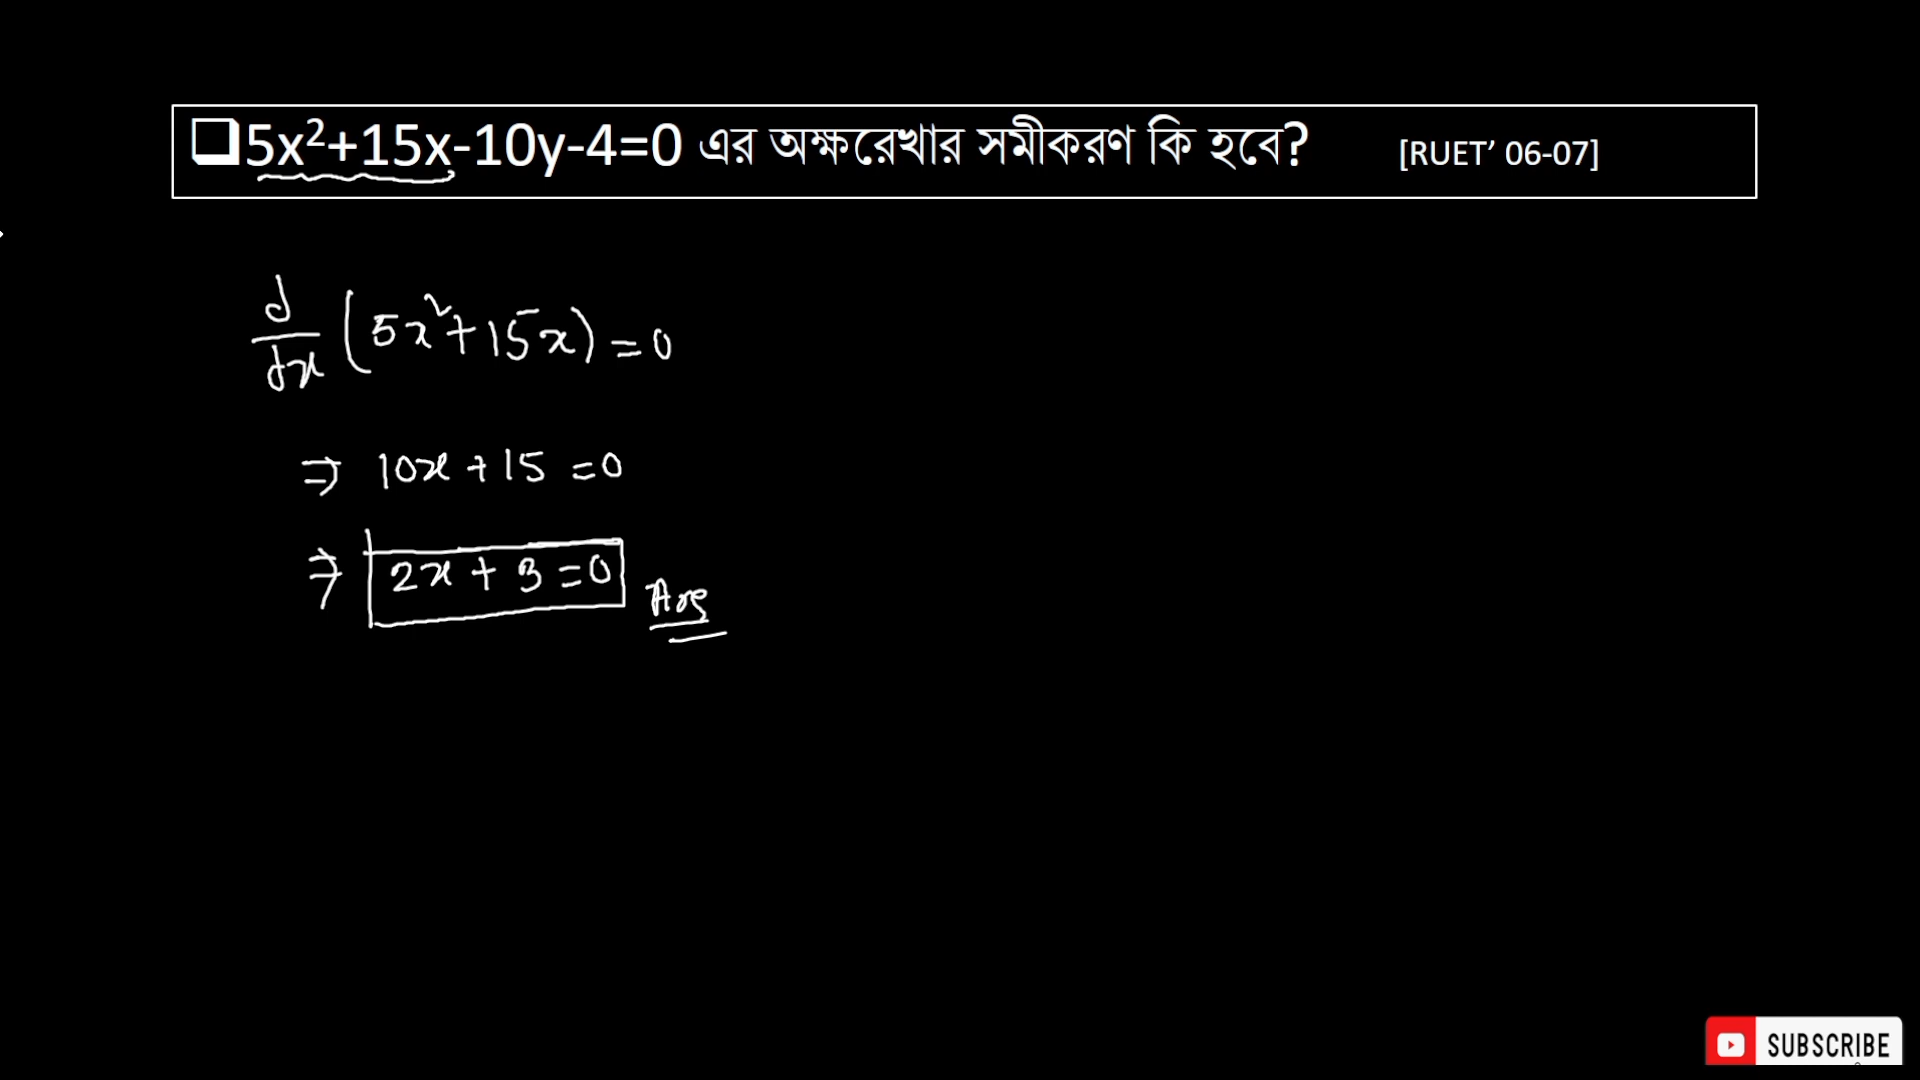 ❑5x²+15x-10y-4=0 এর অক্ষরেখার সমীকরণ কি হবে? [RUET’ 06-07]
d/dx (5x²+15x) = 0
⇒ 10x + 15 = 0
⇒ 2x + 3 = 0 Ans
SUBSCRIBE